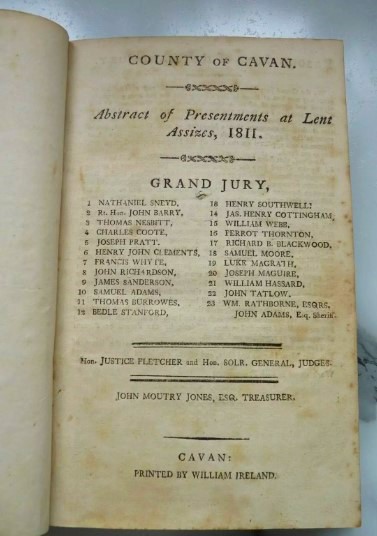 COUNTY OF CAVAN.
Abstract of Presentments at Lent
Assizes, 1811.
GRAND JURY,
1 NATHANIEL SNEYD,
2 Rt. Hon. JOHN BARRY,
3 THOMAS NESBITT,
4 CHARLES COOTE,
5 JOSEPH PRATT.
6 HENRY JOHN CLEMENTS,
7 FRANCIS WHYTE,
8 JOHN RICHARDSON,
9 JAMES SANDERSON,
10 SAMUEL ADAMS,
11 THOMAS BURROWES,
12 BEDLE STANFORD,
13 HENRY SOUTHWELL,
14 JAS. HENRY COTTINGHAM,
15 WILLIAM WEBB,
16 PERROT THORNTON,
17 RICHARD B. BLACKWOOD,
18 SAMUEL MOORE,
19 LUKE MAGRATH,
20 JOSEPH MAGUIRE,
21 WILLIAM HASSARD,
22 JOHN TATLOW,
23 WM. RATHBORNE, ESQRS.
JOHN ADAMS, Esq. Sheriff.
Hon. JUSTICE FLETCHER and Hon. SOLR. GENERAL, JUDGES.
JOHN MOUTRY JONES, ESQ. TREASURER.
CAVAN:
PRINTED BY WILLIAM IRELAND.